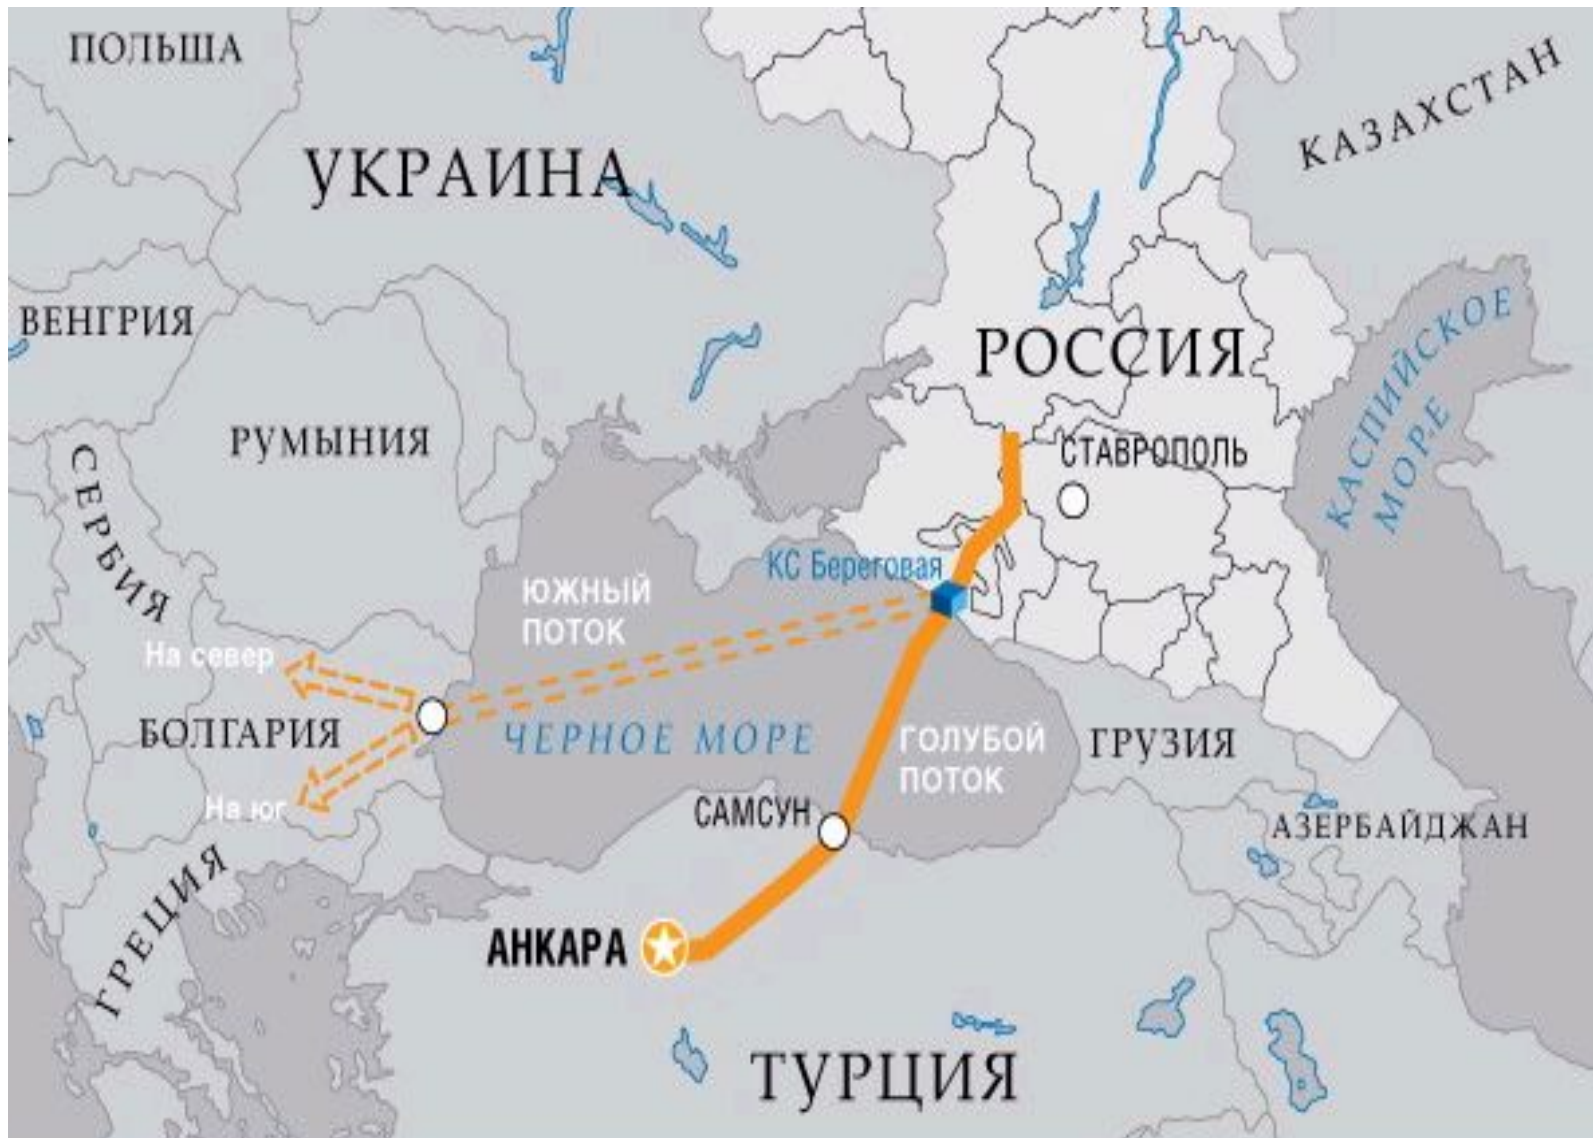 ПОЛЬША
УКРАИНА
КАЗАХСТАН
ВЕНГРИЯ
РОССИЯ
КАСПИЙСКОЕ
МОРЕ
РУМЫНИЯ
СТАВРОПОЛЬ
СЕРБИЯ
КС Береговая
ЮЖНЫЙ
ПОТОК
На север
БОЛГАРИЯ
ЧЕРНОЕ МОРЕ
ГОЛУБОЙ
ПОТОК
ГРУЗИЯ
На юг
САМСУН
АЗЕРБАЙДЖАН
ГРЕЦИЯ
АНКАРА
ТУРЦИЯ